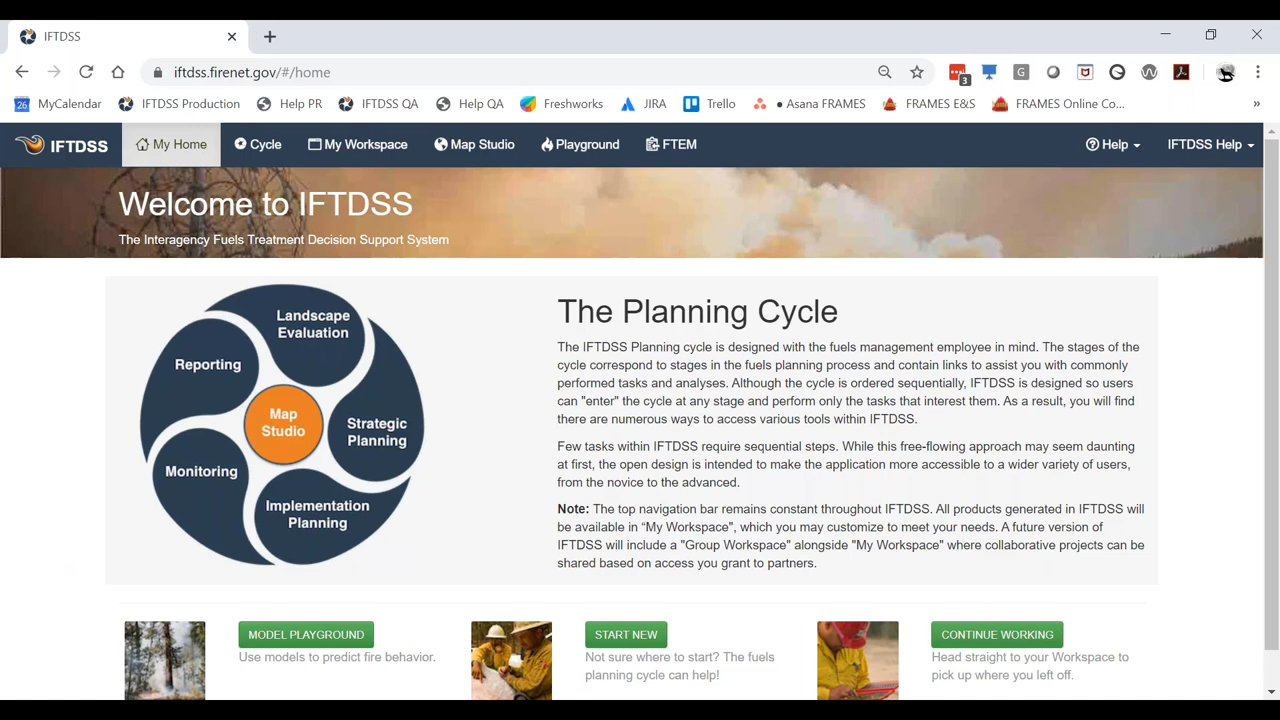 IFTDSS
iftdss.firenet.gov/#/home
3
26 MyCalendar IFTDSS Production Help PR IFTDSS QA Help QA Freshworks JIRA Trello • Asana FRAMES FRAMES E&S FRAMES Online Co... »
IFTDSS My Home Cycle My Workspace Map Studio Playground FTEM Help IFTDSS Help
Welcome to IFTDSS
The Interagency Fuels Treatment Decision Support System
Landscape
Evaluation
Reporting
Map
Studio
Strategic
Planning
Monitoring
Implementation
Planning
The Planning Cycle
The IFTDSS Planning cycle is designed with the fuels management employee in mind. The stages of the
cycle correspond to stages in the fuels planning process and contain links to assist you with commonly
performed tasks and analyses. Although the cycle is ordered sequentially, IFTDSS is designed so users
can "enter" the cycle at any stage and perform only the tasks that interest them. As a result, you will find
there are numerous ways to access various tools within IFTDSS.
Few tasks within IFTDSS require sequential steps. While this free-flowing approach may seem daunting
at first, the open design is intended to make the application more accessible to a wider variety of users,
from the novice to the advanced.
Note: The top navigation bar remains constant throughout IFTDSS. All products generated in IFTDSS will
be available in “My Workspace", which you may customize to meet your needs. A future version of
IFTDSS will include a "Group Workspace" alongside "My Workspace" where collaborative projects can be
shared based on access you grant to partners.
MODEL PLAYGROUND
Use models to predict fire behavior.
START NEW
Not sure where to start? The fuels
planning cycle can help!
CONTINUE WORKING
Head straight to your Workspace to
pick up where you left off.